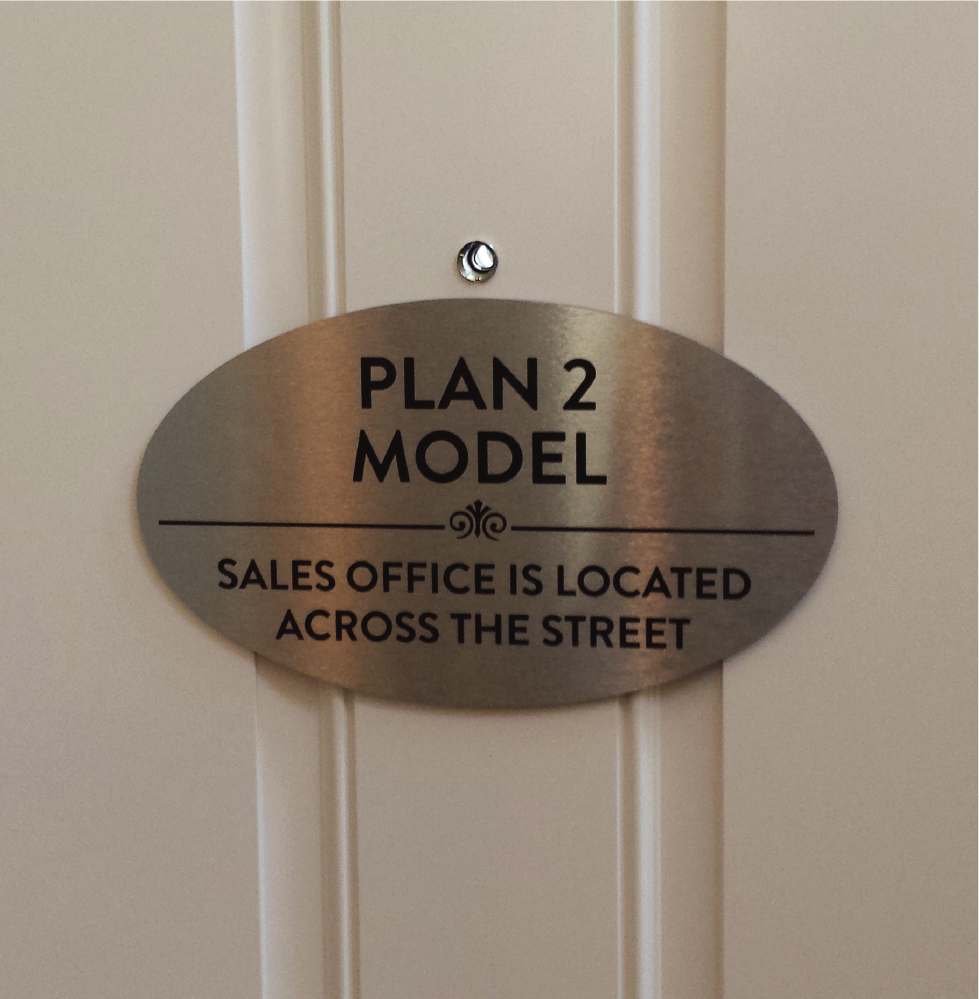 PLAN 2
MODEL
SALES OFFICE IS LOCATED
ACROSS THE STREET